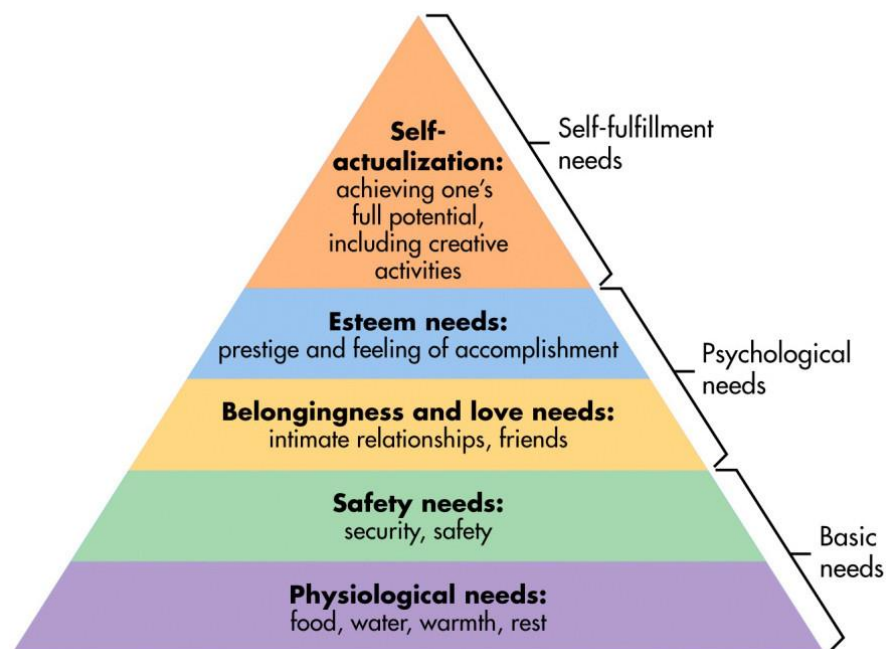 Self-
actualization:
achieving one's
full potential,
including creative
activities
Self-fulfillment
needs
Esteem needs:
prestige and feeling of accomplishment
Psychological
needs
Belongingness and love needs:
intimate relationships, friends
Safety needs:
security, safety
Basic
needs
Physiological needs:
food, water, warmth, rest